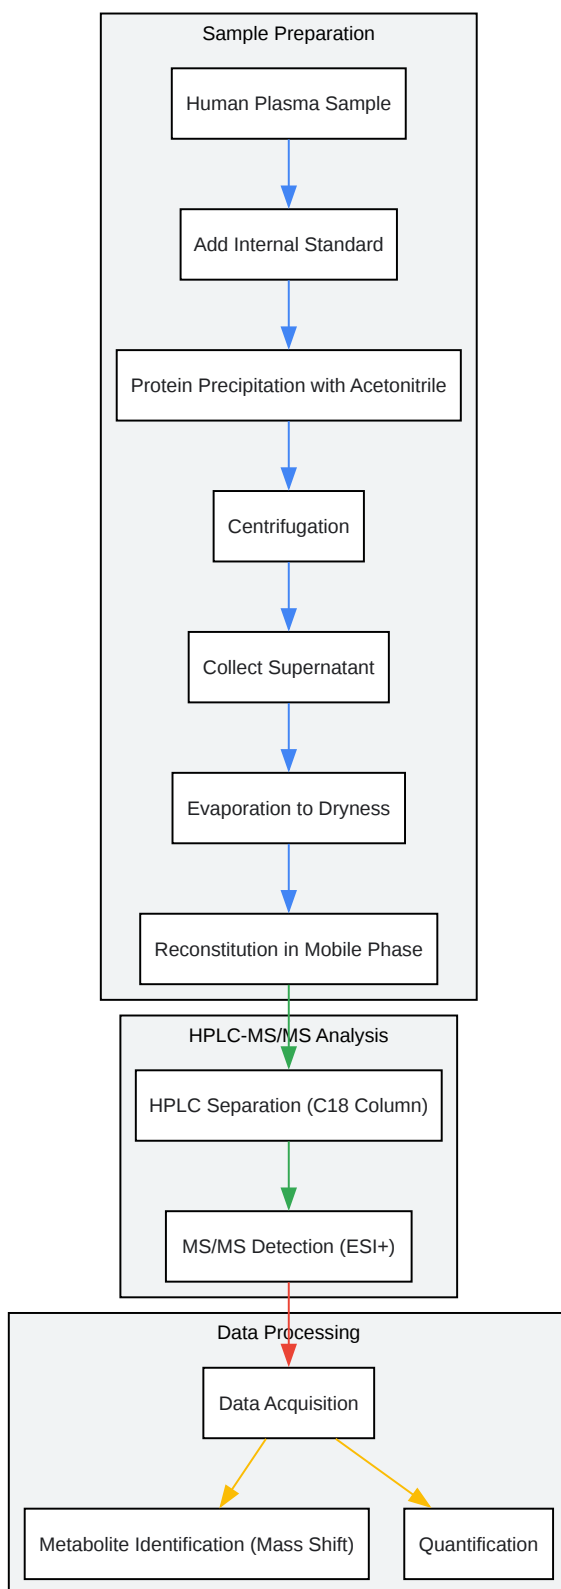 Sample Preparation
Human Plasma Sample
Add Internal Standard
Protein Precipitation with Acetonitrile
Centrifugation
Collect Supernatant
Evaporation to Dryness
Reconstitution in Mobile Phase
HPLC-MS/MS Analysis
HPLC Separation (C18 Column)
MS/MS Detection (ESI+)
Data Processing
Data Acquisition
Metabolite Identification (Mass Shift)
Quantification